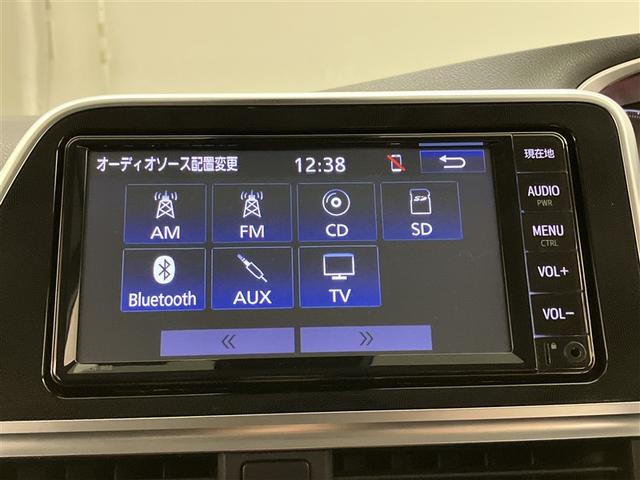 オーディオソース配置変更 12:38
AM FM CD SD
Bluetooth AUX TV
現在地
AUDIO
PWR
MENU
CTRL
VOL+
VOL-